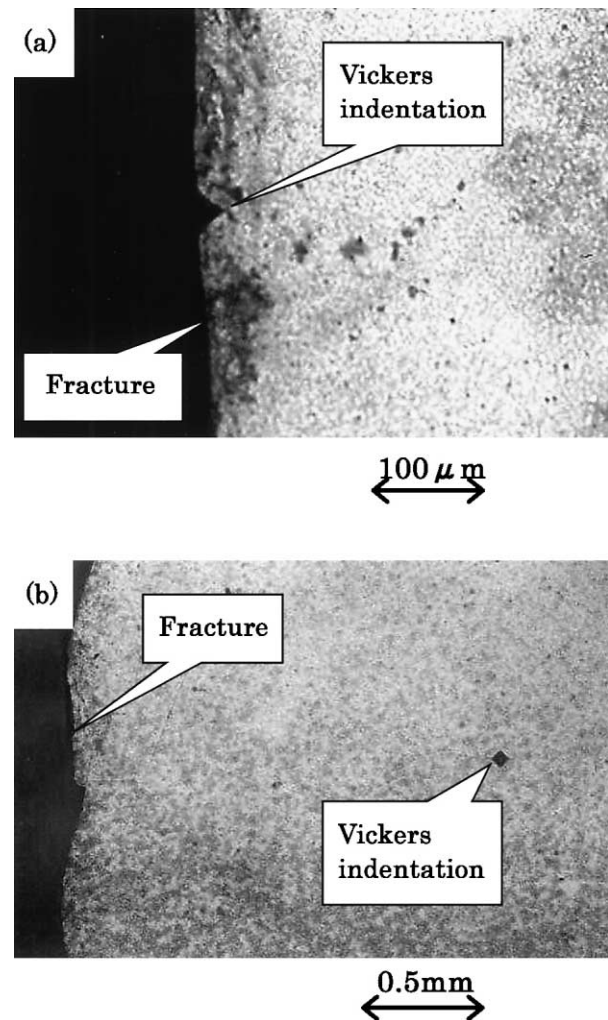 (a)
Vickers
indentation
Fracture
100 μm
(b)
Fracture
Vickers
indentation
0.5mm